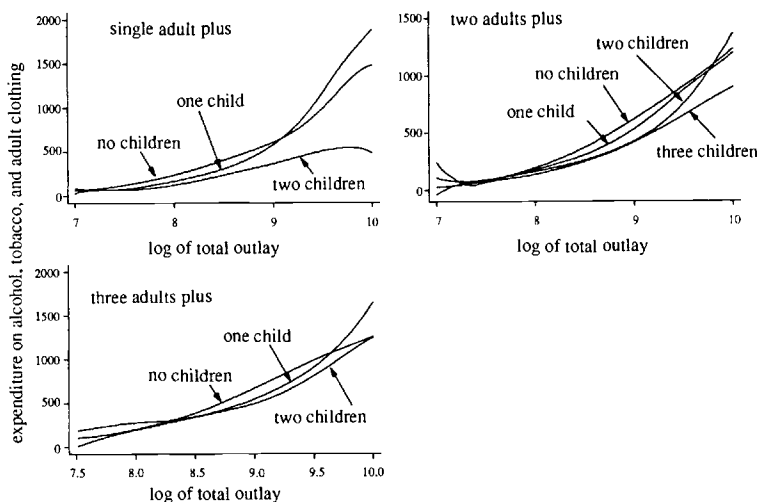 expenditure on alcohol, tobacco, and adult clothing
single adult plus
2000
1500
1000
500
0
no children
one child
two children
7 8 9 10
log of total outlay
two adults plus
1500
1000
500
0
two children
no children
one child
three children
7 8 9 10
log of total outlay
three adults plus
2000
1500
1000
500
0
one child
no children
two children
7.5 8.0 8.5 9.0 9.5 10.0
log of total outlay